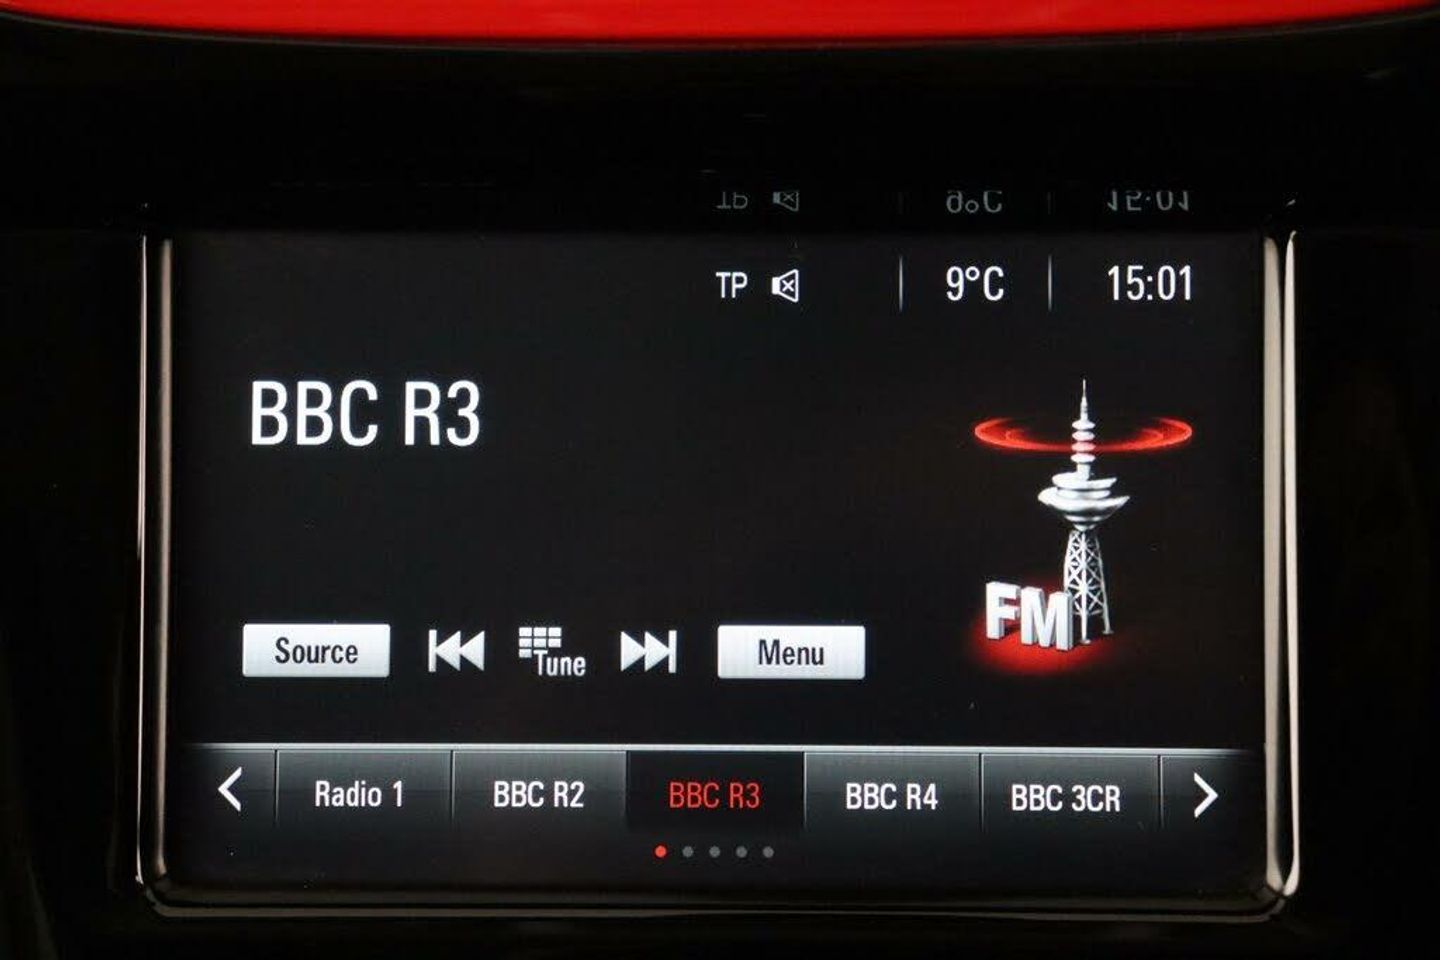 TP 9°C 15:01
BBC R3
FM
Source Tune Menu
Radio 1 BBC R2 BBC R3 BBC R4 BBC 3CR